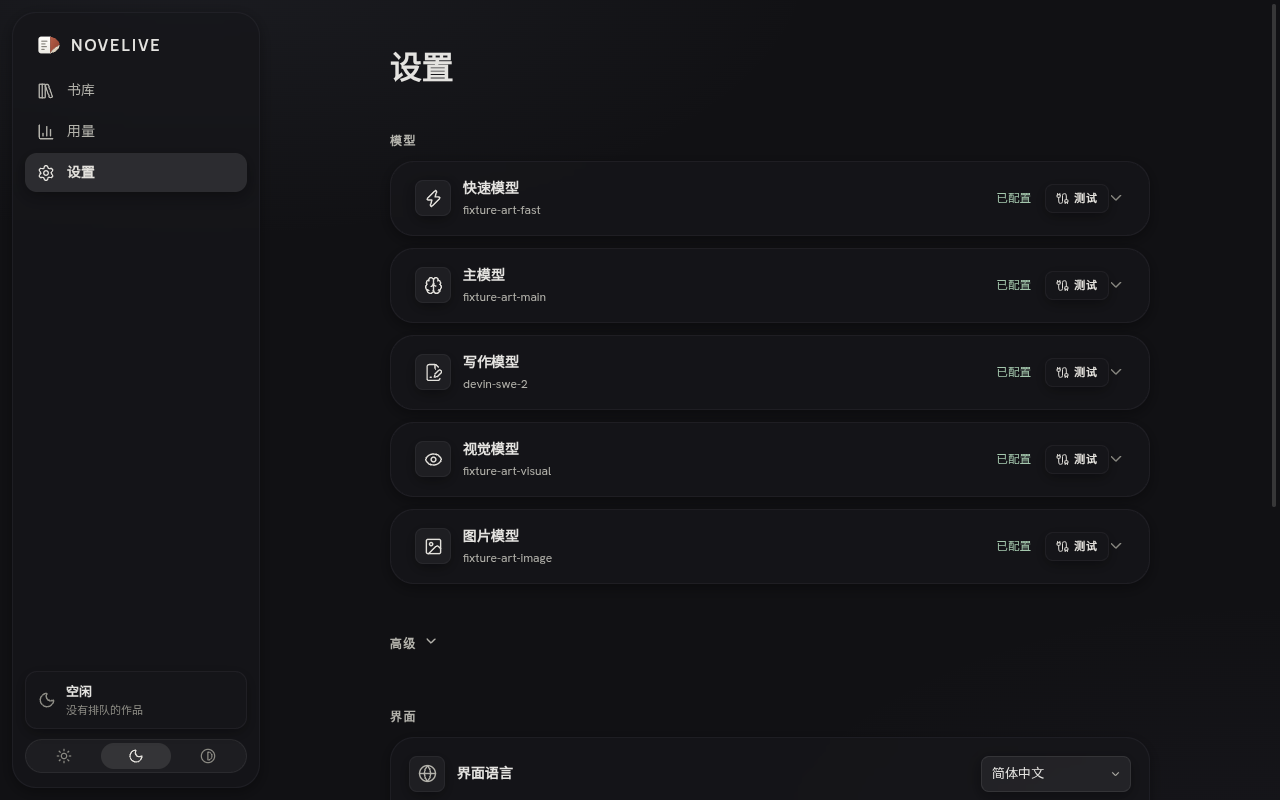 NOVELIVE
书库
用量
设置
空闲
没有排队的作品
设置
模型
快速模型
fixture-art-fast
已配置
测试
主模型
fixture-art-main
已配置
测试
写作模型
devin-swe-2
已配置
测试
视觉模型
fixture-art-visual
已配置
测试
图片模型
fixture-art-image
已配置
测试
高级
界面
界面语言
简体中文